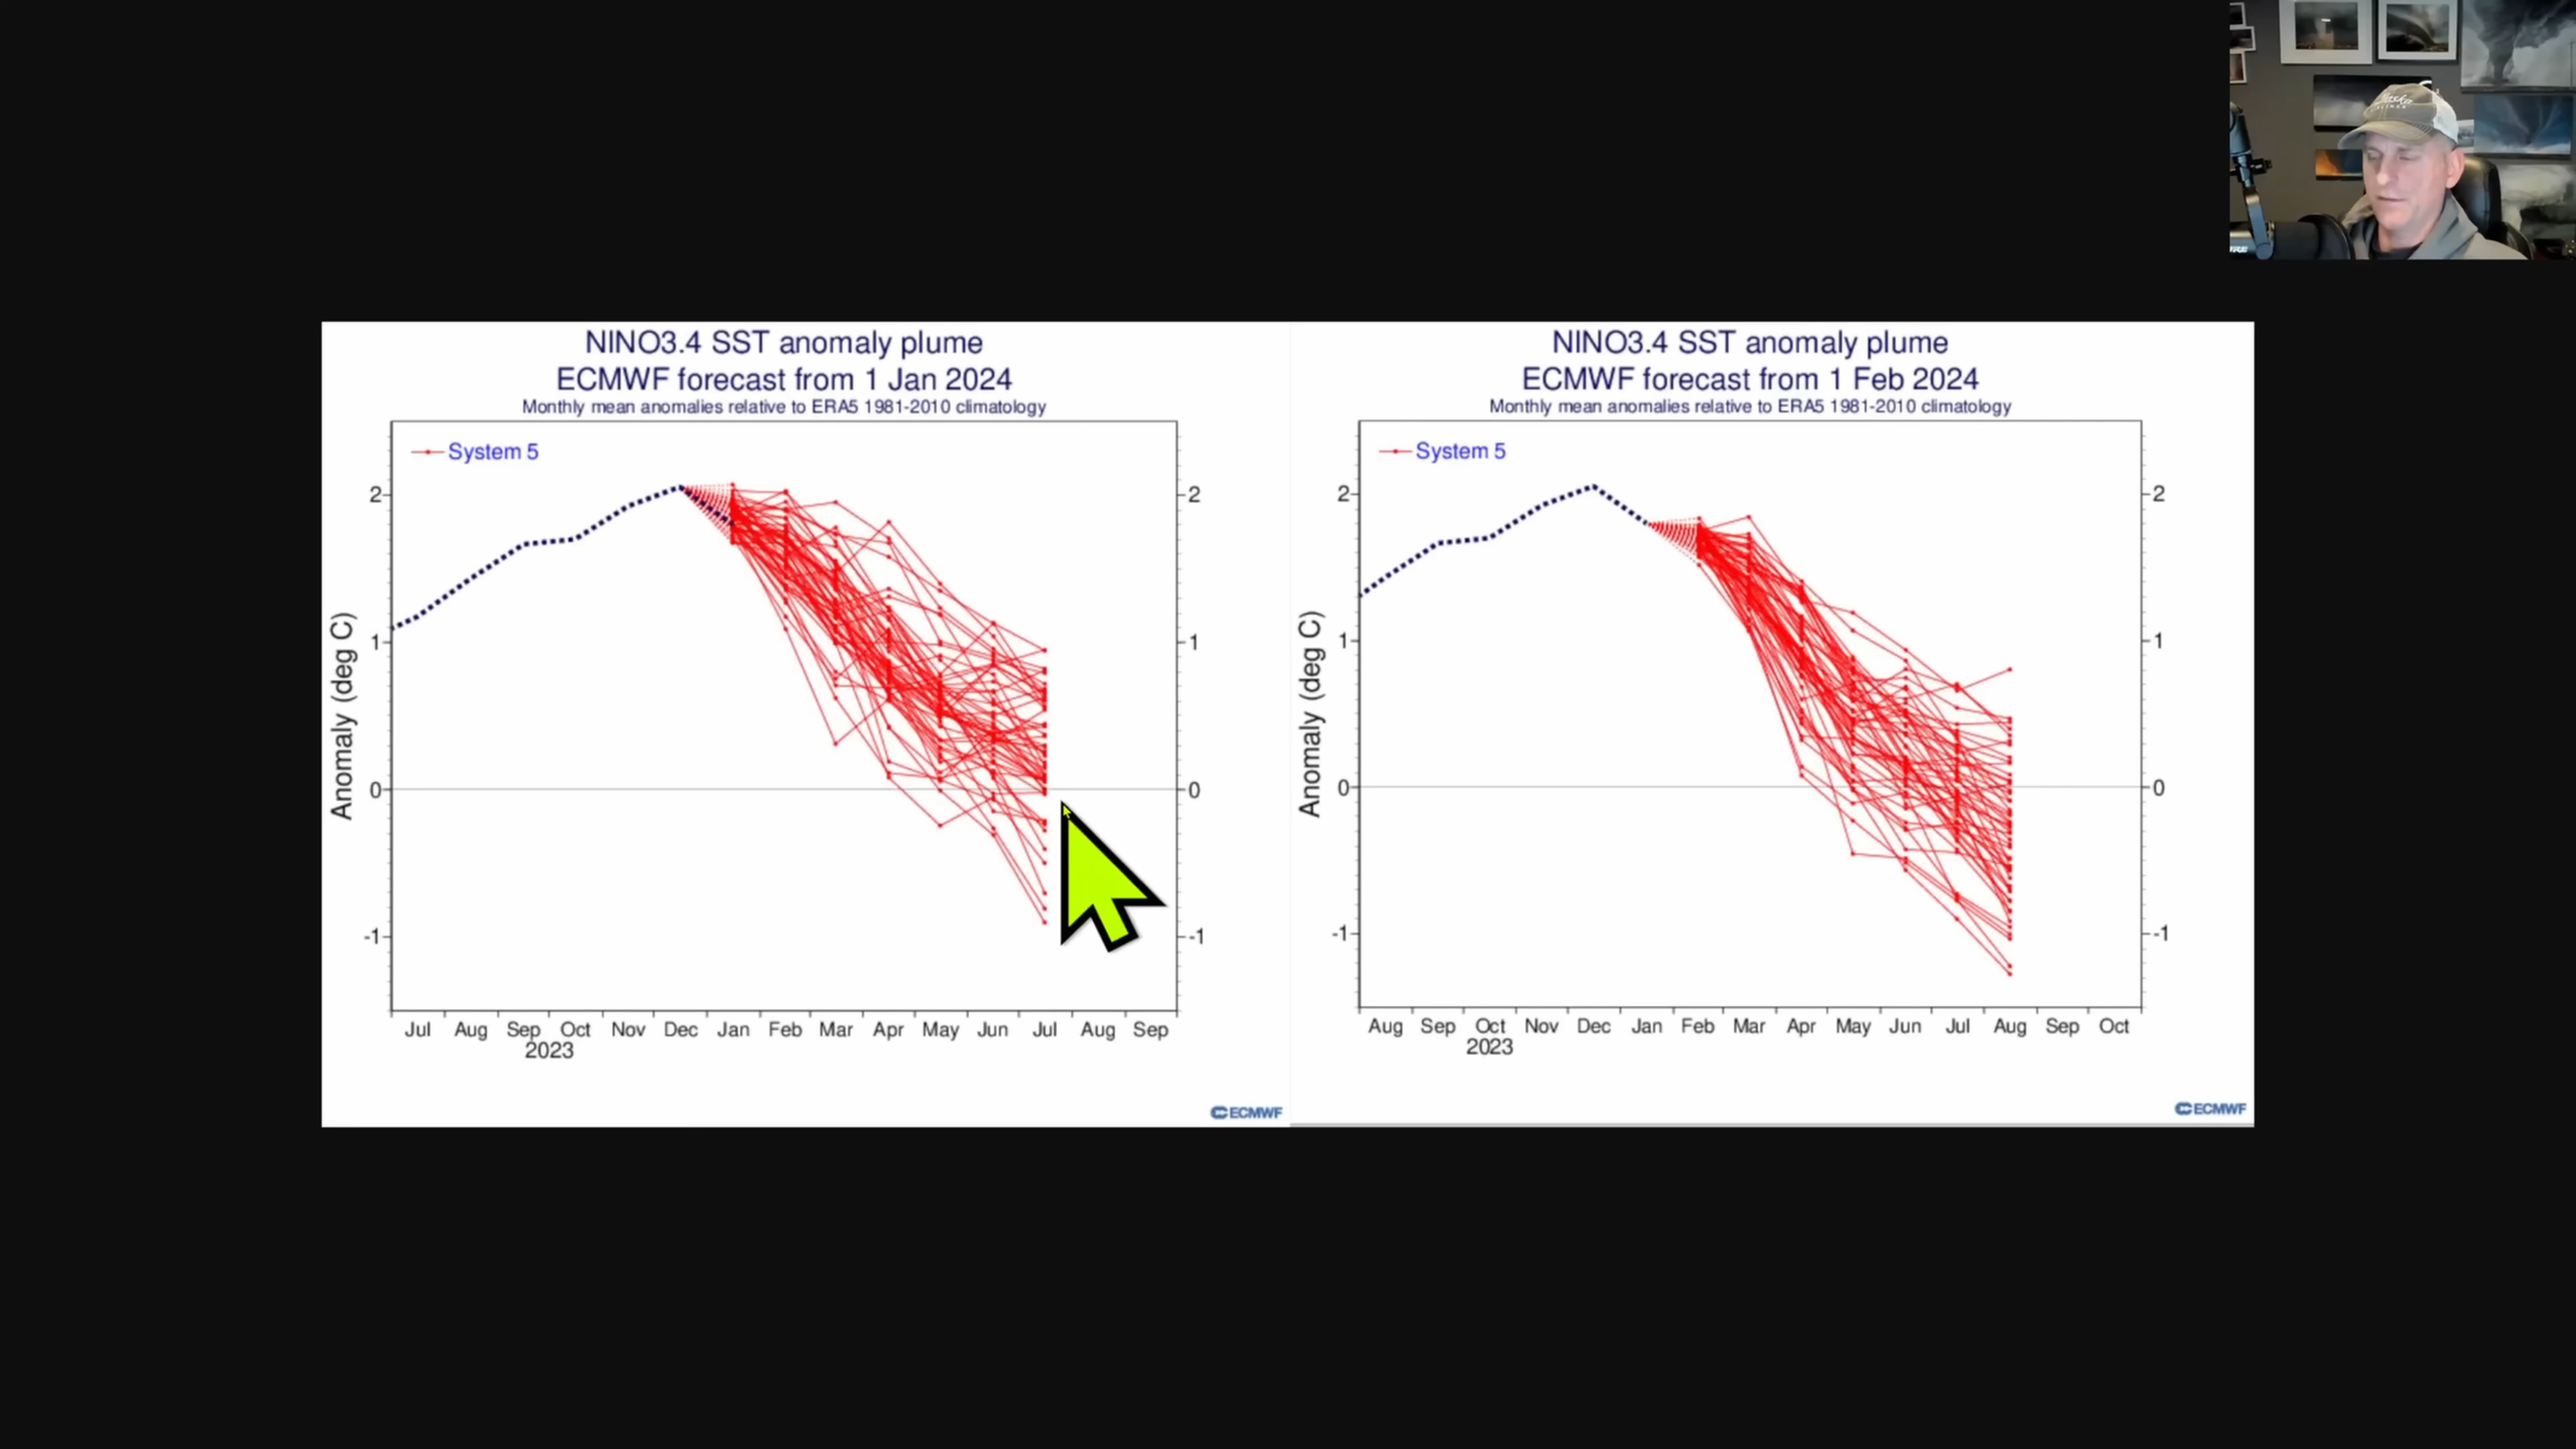 NINO3.4 SST anomaly plume
ECMWF forecast from 1 Jan 2024
Monthly mean anomalies relative to ERA5 1981-2010 climatology
System 5
2
1
0
-1
2
1
0
-1
Anomaly (deg C)
Jul Aug Sep Oct Nov Dec Jan Feb Mar Apr May Jun Jul Aug Sep
2023
ECMWF
NINO3.4 SST anomaly plume
ECMWF forecast from 1 Feb 2024
Monthly mean anomalies relative to ERA5 1981-2010 climatology
System 5
2
1
0
-1
2
1
0
-1
Anomaly (deg C)
Aug Sep Oct Nov Dec Jan Feb Mar Apr May Jun Jul Aug Sep Oct
2023
ECMWF